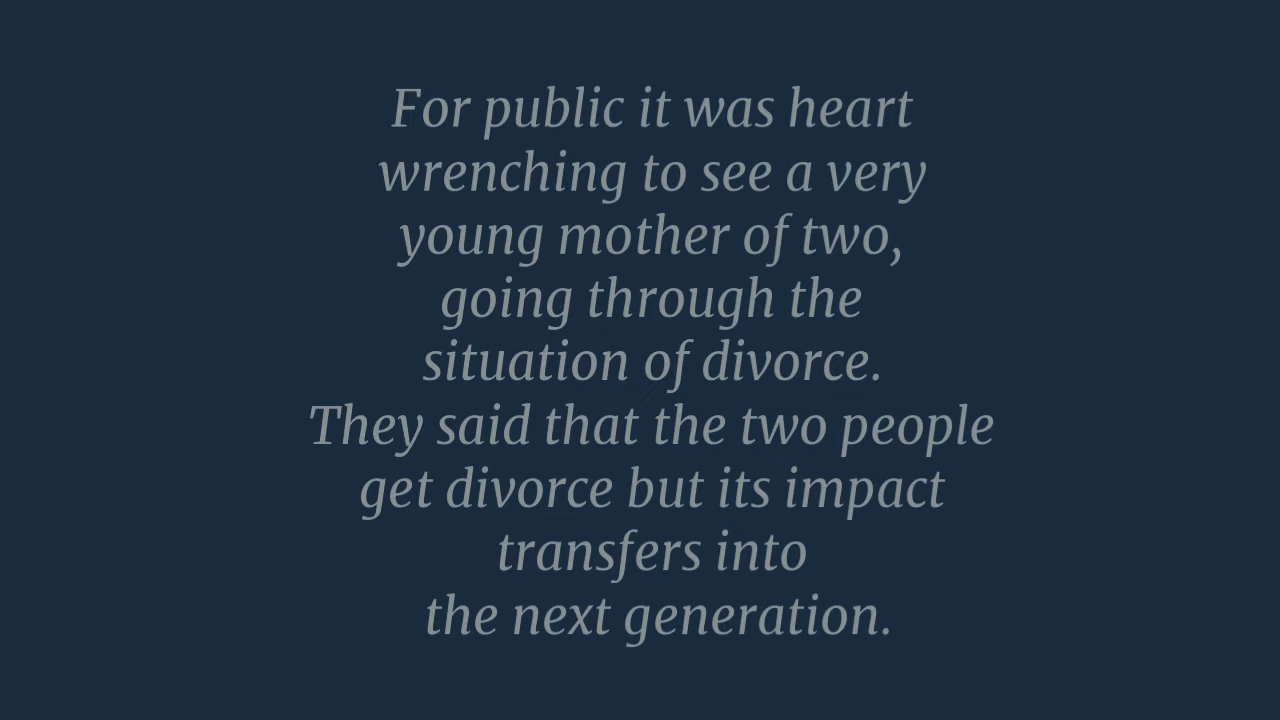 For public it was heart
wrenching to see a very
young mother of two,
going through the
situation of divorce.
They said that the two people
get divorce but its impact
transfers into
the next generation.